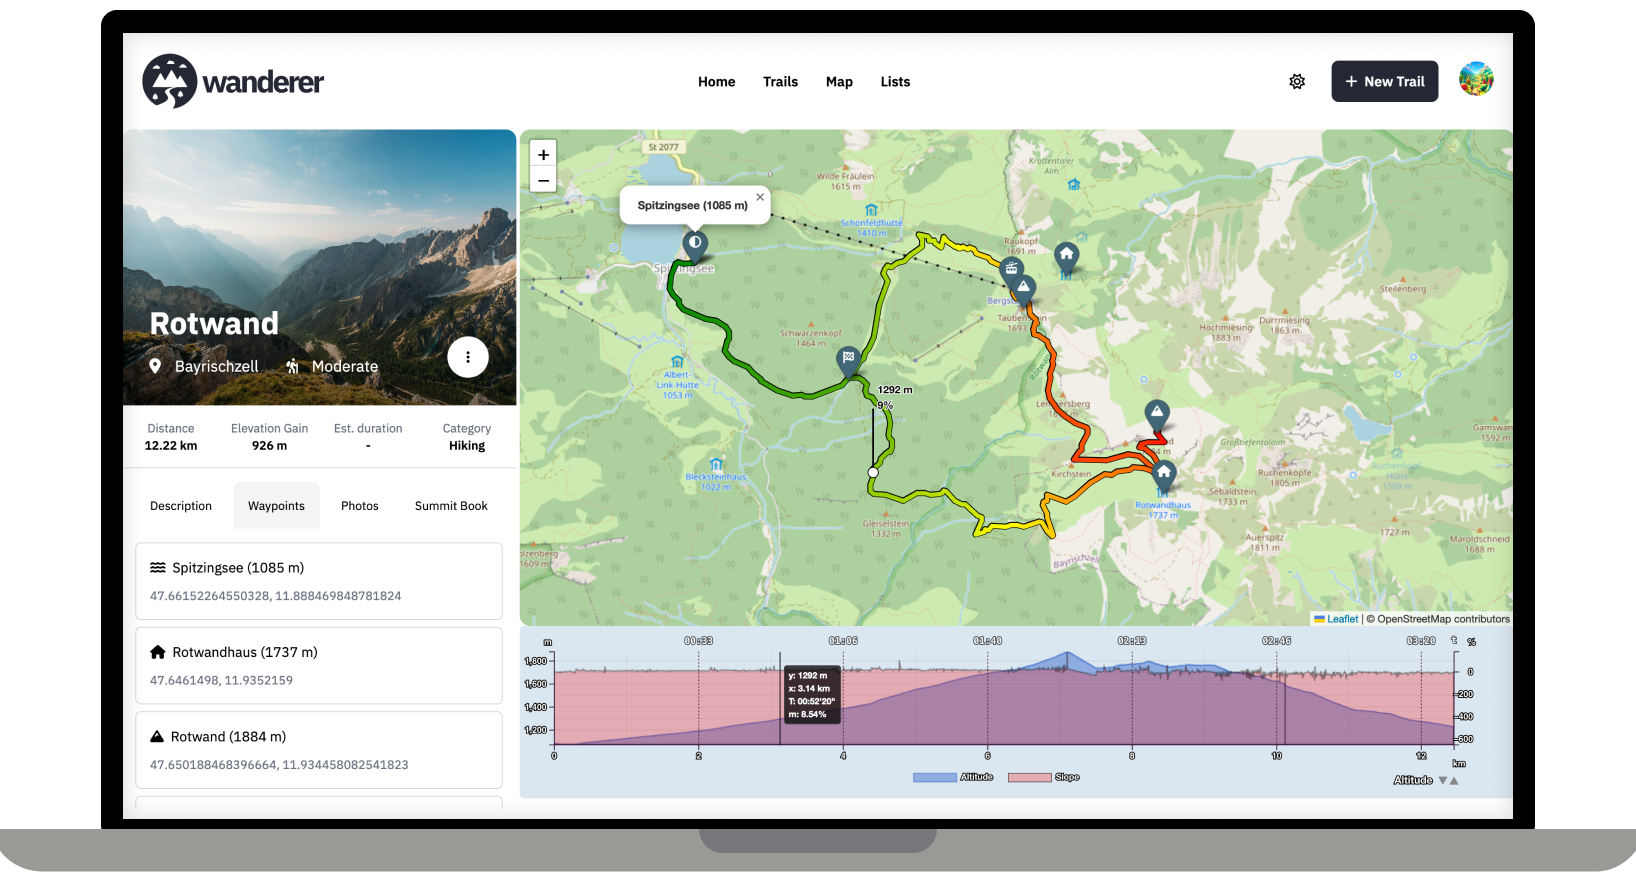 wanderer
Home
Trails
Map
Lists
+ New Trail
Rotwand
Bayrischzell
Moderate
Distance
12.22 km
Elevation Gain
926 m
Est. duration
-
Category
Hiking
Description
Waypoints
Photos
Summit Book
Spitzingsee (1085 m)
47.66152264550328, 11.888469848781824
Rotwandhaus (1737 m)
47.6461498, 11.9352159
Rotwand (1884 m)
47.650188468396664, 11.934458082541823
+
−
St 2077
Spitzingsee (1085 m)
×
Wilde Fräulein
1615 m
Krottentaler
Alm
Schönfeldhütte
1410 m
Raukopf
1691 m
Schwarzenkopf
1464 m
Albert-
Link-Hütte
1053 m
1292 m
9%
Steilenberg
Hochmiesing
1883 m
Dürrmiesing
1863 m
Großtiefentalalm
Kirchstein
Ruchenköpfe
1805 m
Sebaldstein
1733 m
Rotwandhaus
1737 m
Blecksteinhaus
1022 m
Gleiselstein
1332 m
Auerspitz
1811 m
1727 m
Maroldschneid
1688 m
Gamswan
1592 m
Ruchenkopf
Hütte
1500 m
lzenberg
1609 m
Bayrischzell
Leaflet | © OpenStreetMap contributors
m
00:33
01:06
01:40
02:13
02:46
03:20
t
%
1,800
1,600
1,400
1,200
0
-200
-400
-600
y: 1292 m
x: 3.14 km
T: 00:52'20"
m: 8.54%
0
2
4
6
8
10
12
km
Altitude
Slope
Altitude ▼▲